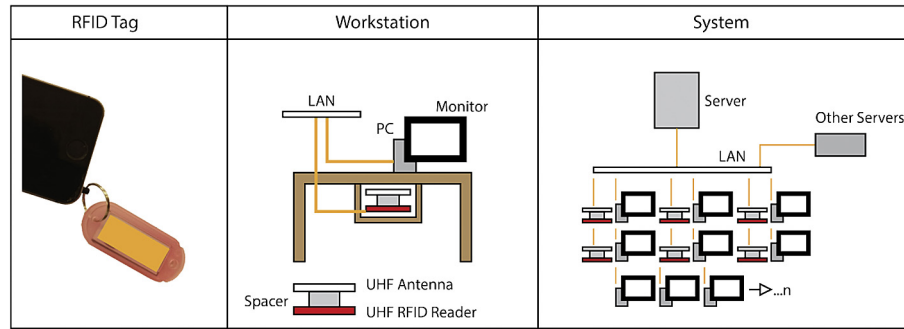 RFID Tag
Workstation
System
LAN
Monitor
PC
Spacer
UHF Antenna
UHF RFID Reader
Server
Other Servers
LAN
...n